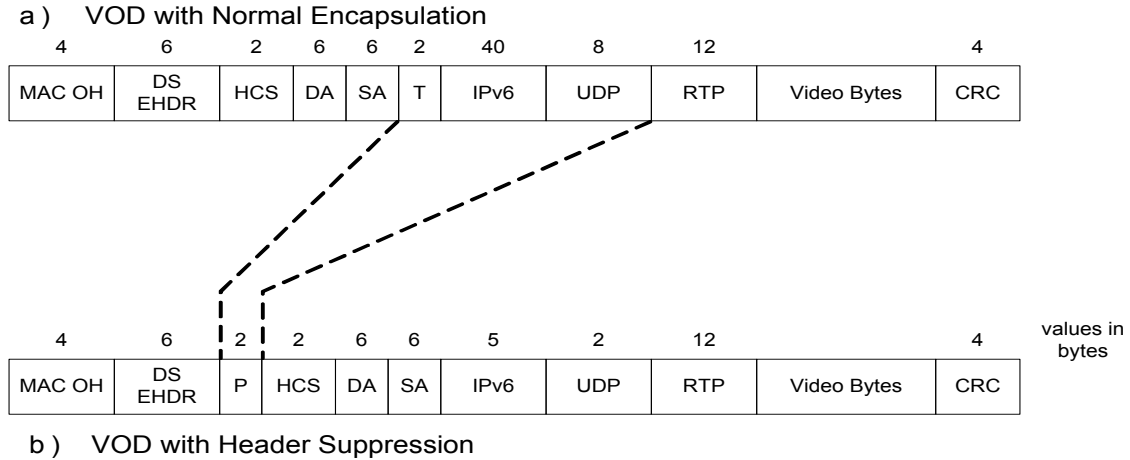 a ) VOD with Normal Encapsulation
4 6 2 6 6 2 40 8 12 4
MAC OH DS EHDR HCS DA SA T IPv6 UDP RTP Video Bytes CRC
4 6 2 2 6 6 5 2 12 4 values in bytes
MAC OH DS EHDR P HCS DA SA IPv6 UDP RTP Video Bytes CRC
b ) VOD with Header Suppression